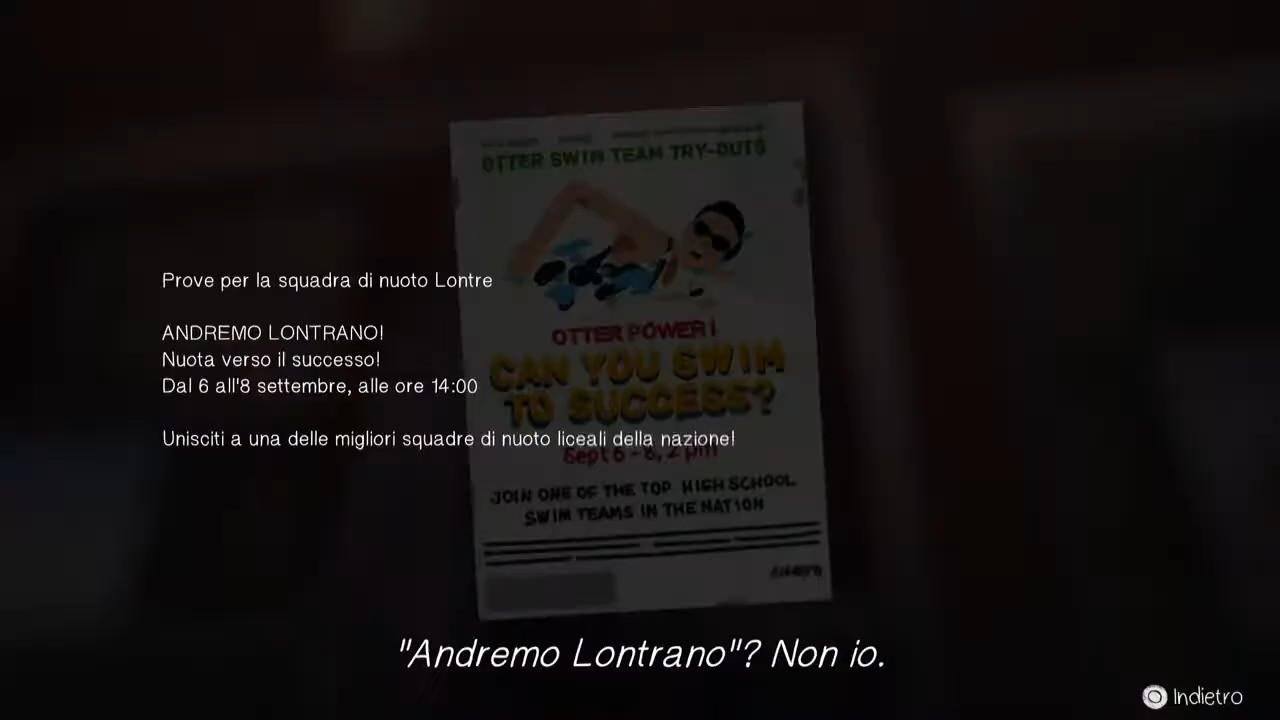 OTTER SWIM TEAM TRY-OUTS
Prove per la squadra di nuoto Lontre
ANDREMO LONTRANO!
Nuota verso il successo!
Dal 6 all'8 settembre, alle ore 14:00
Unisciti a una delle migliori squadre di nuoto liceali della nazione!
OTTER POWER!
CAN YOU SWIM
TO SUCCESS?
Sept 6 - 8, 2 pm
JOIN ONE OF THE TOP HIGH SCHOOL
SWIM TEAMS IN THE NATION
"Andremo Lontrano"? Non io.
Indietro